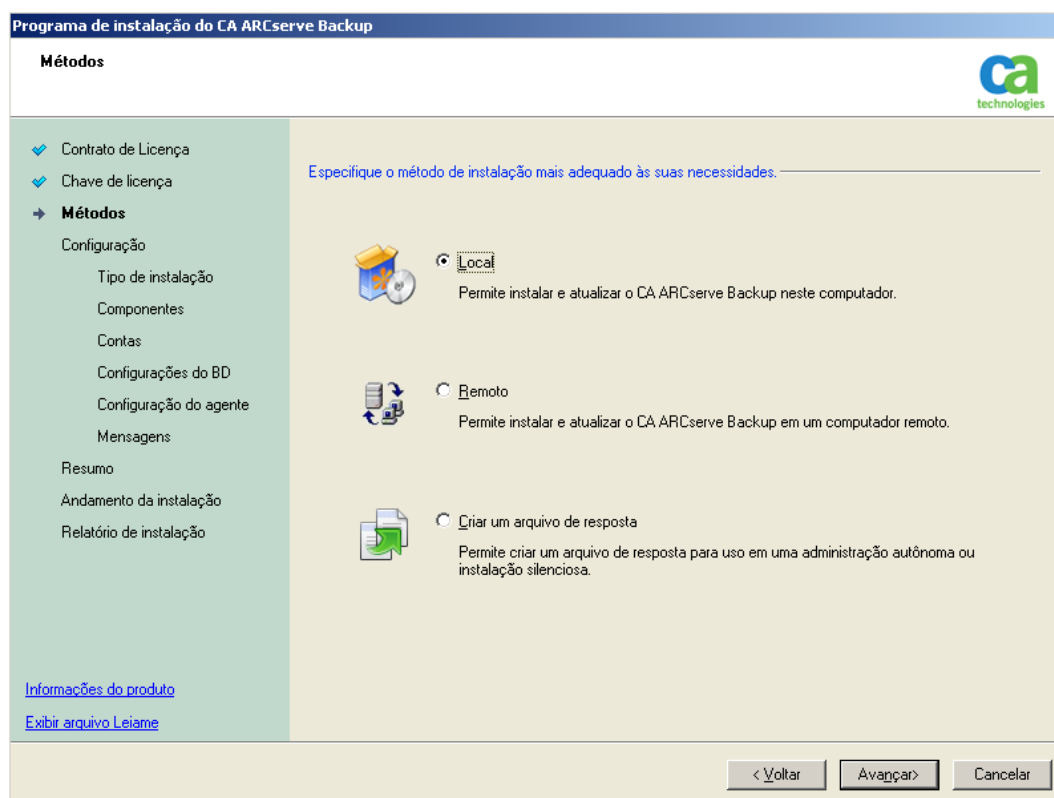 Programa de instalação do CA ARCserve Backup
Métodos
ca
technologies
Contrato de Licença
Chave de licença
Métodos
Configuração
Tipo de instalação
Componentes
Contas
Configurações do BD
Configuração do agente
Mensagens
Resumo
Andamento da instalação
Relatório de instalação
Informações do produto
Exibir arquivo Leiame
Especifique o método de instalação mais adequado às suas necessidades.
Local
Permite instalar e atualizar o CA ARCserve Backup neste computador.
Remoto
Permite instalar e atualizar o CA ARCserve Backup em um computador remoto.
Criar um arquivo de resposta
Permite criar um arquivo de resposta para uso em uma administração autônoma ou
instalação silenciosa.
< Voltar
Avançar>
Cancelar